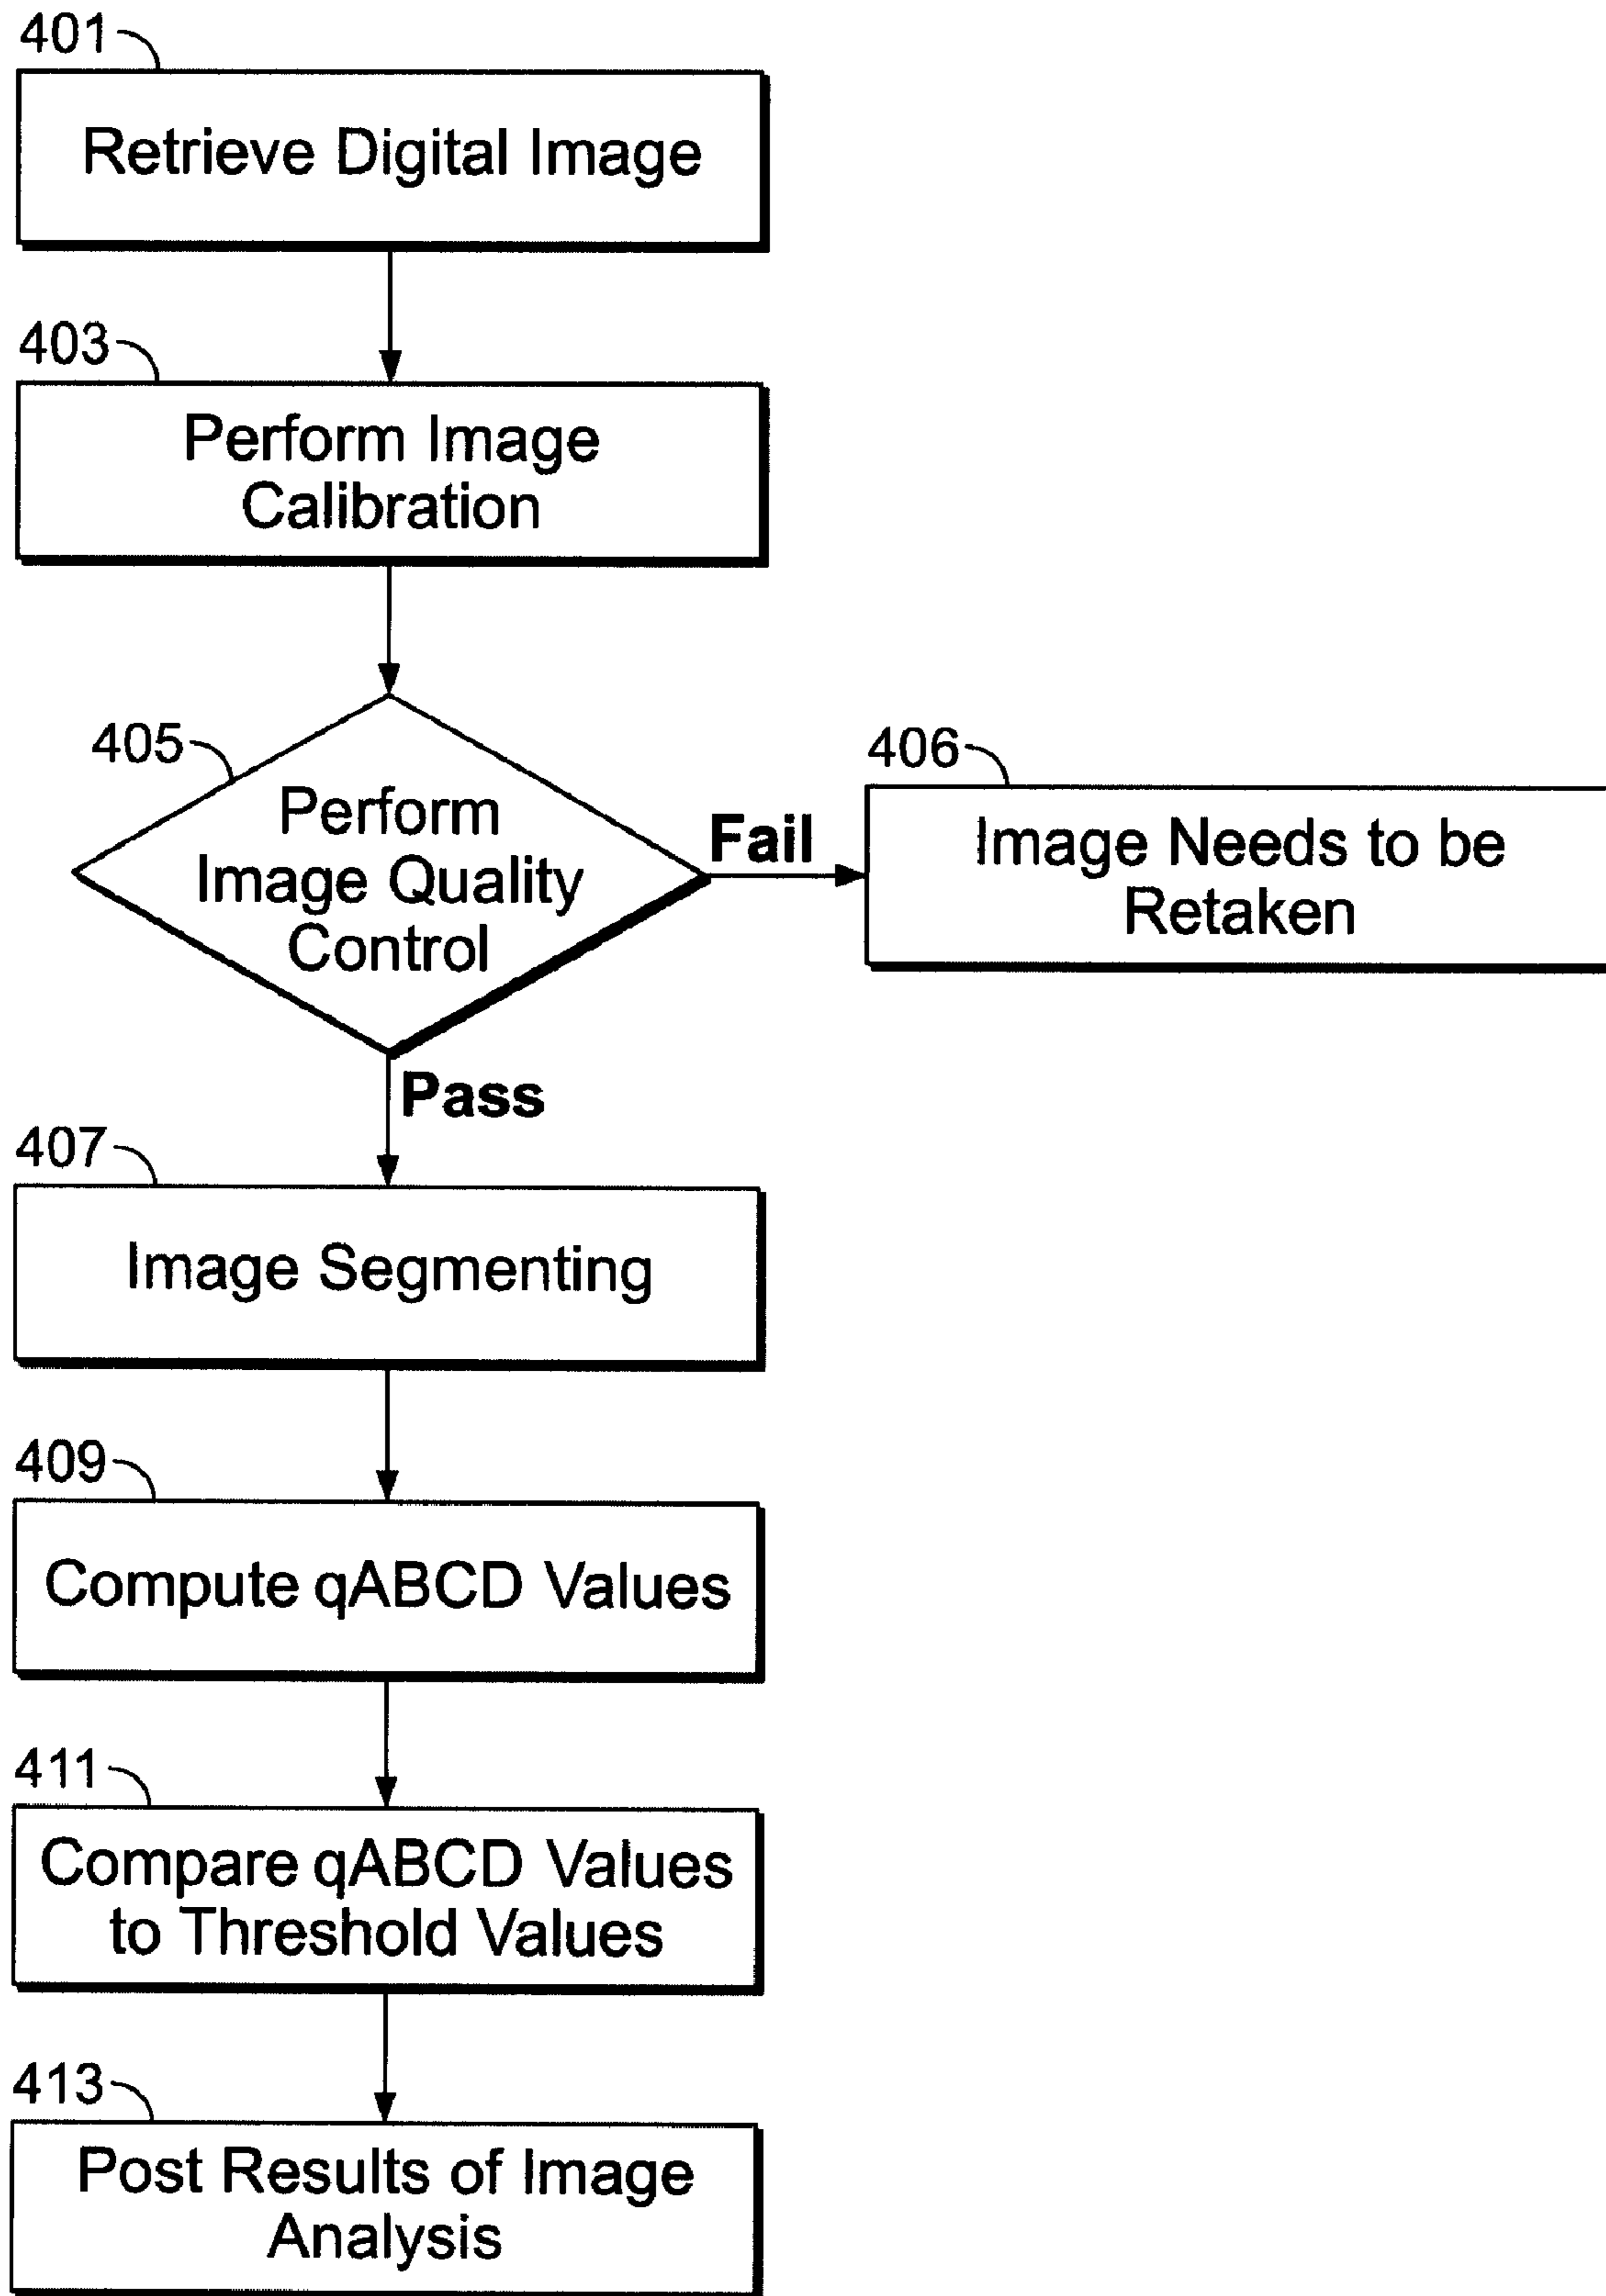 401
Retrieve Digital Image
403
Perform Image
Calibration
405
Perform
Image Quality
Control
Fail
406
Image Needs to be
Retaken
Pass
407
Image Segmenting
409
Compute qABCD Values
411
Compare qABCD Values
to Threshold Values
413
Post Results of Image
Analysis